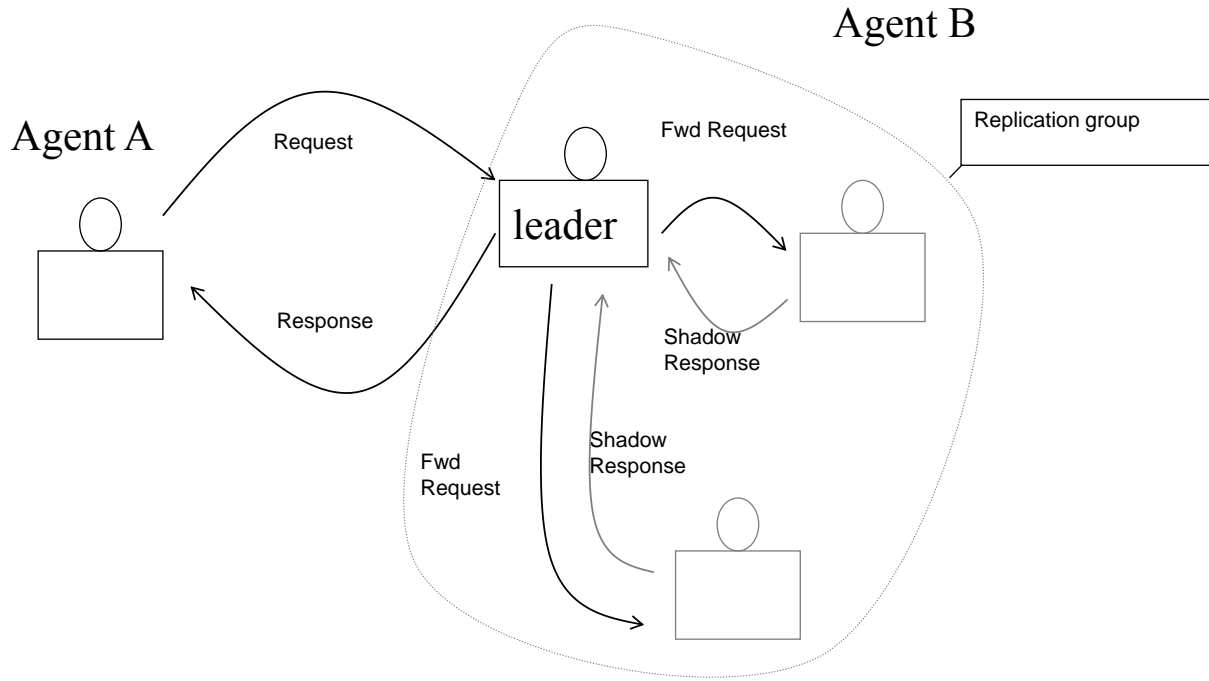 Agent B
Agent A
Request
Fwd Request
Replication group
leader
Response
Shadow
Response
Fwd
Request
Shadow
Response